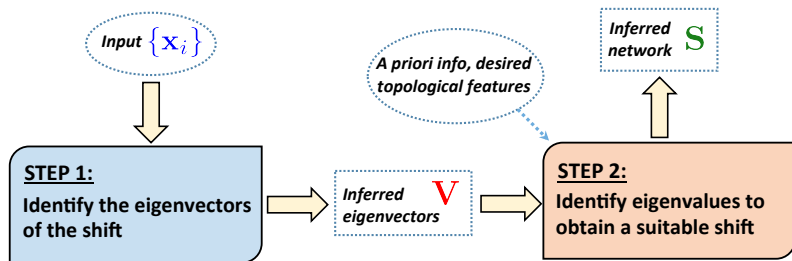 Input {x_i}
A priori info, desired
topological features
Inferred
network S
STEP 1:
Identify the eigenvectors
of the shift
Inferred
eigenvectors V
STEP 2:
Identify eigenvalues to
obtain a suitable shift